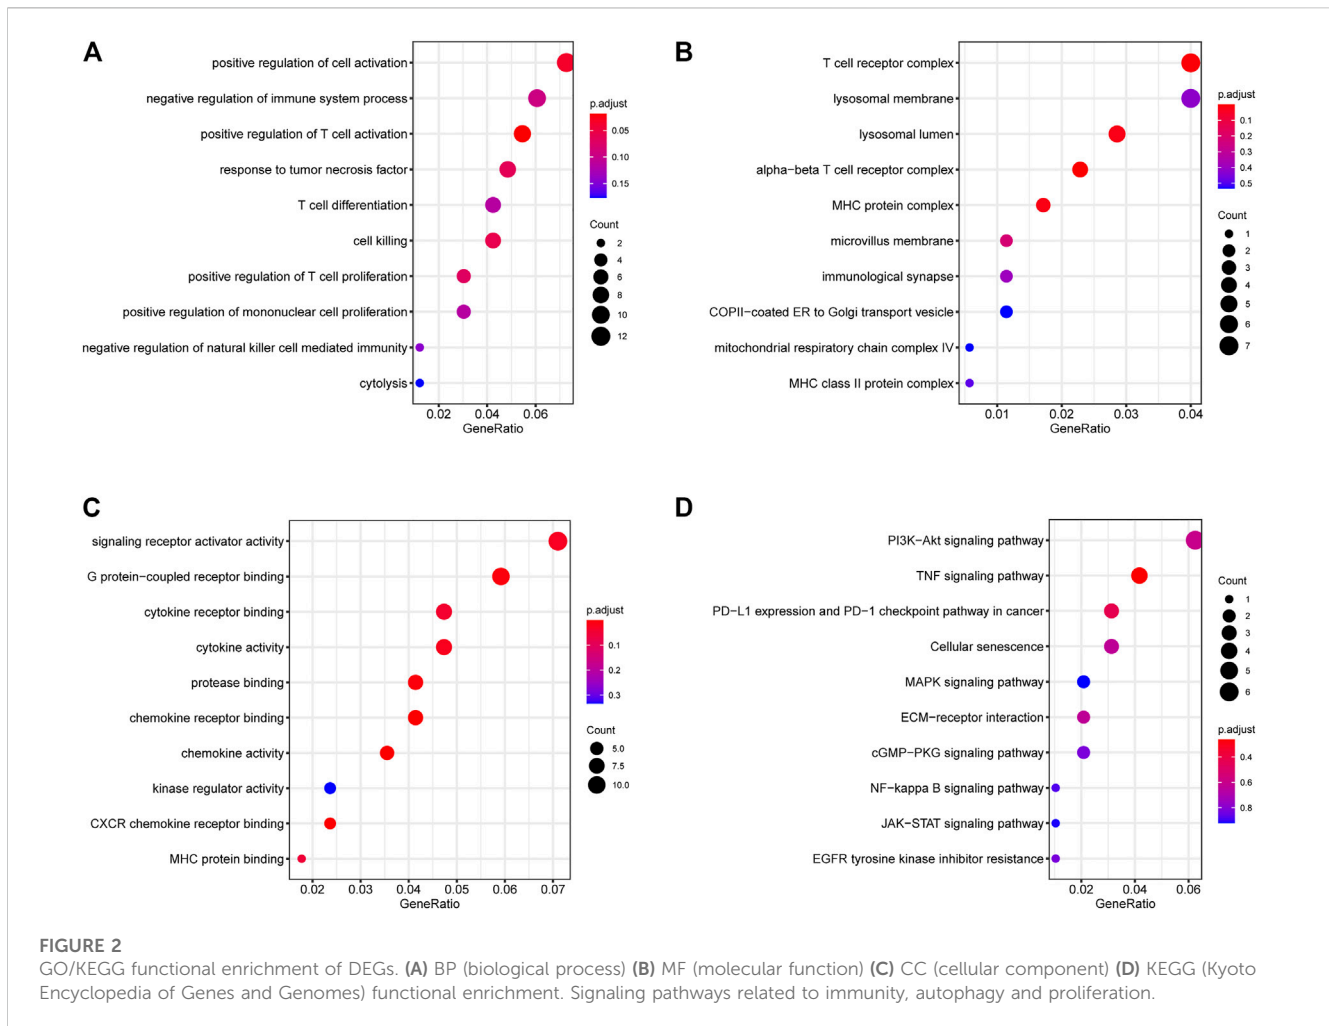 A
positive regulation of cell activation
negative regulation of immune system process
positive regulation of T cell activation
response to tumor necrosis factor
T cell differentiation
cell killing
positive regulation of T cell proliferation
positive regulation of mononuclear cell proliferation
negative regulation of natural killer cell mediated immunity
cytolysis
0.02 0.04 0.06
GeneRatio
p.adjust
0.05
0.10
0.15
Count
2
4
6
8
10
12
B
T cell receptor complex
lysosomal membrane
lysosomal lumen
alpha−beta T cell receptor complex
MHC protein complex
microvillus membrane
immunological synapse
COPII−coated ER to Golgi transport vesicle
mitochondrial respiratory chain complex IV
MHC class II protein complex
0.01 0.02 0.03 0.04
GeneRatio
p.adjust
0.1
0.2
0.3
0.4
0.5
Count
1
2
3
4
5
6
7
C
signaling receptor activator activity
G protein−coupled receptor binding
cytokine receptor binding
cytokine activity
protease binding
chemokine receptor binding
chemokine activity
kinase regulator activity
CXCR chemokine receptor binding
MHC protein binding
0.02 0.03 0.04 0.05 0.06 0.07
GeneRatio
p.adjust
0.1
0.2
0.3
Count
5.0
7.5
10.0
D
PI3K−Akt signaling pathway
TNF signaling pathway
PD−L1 expression and PD−1 checkpoint pathway in cancer
Cellular senescence
MAPK signaling pathway
ECM−receptor interaction
cGMP−PKG signaling pathway
NF−kappa B signaling pathway
JAK−STAT signaling pathway
EGFR tyrosine kinase inhibitor resistance
0.02 0.04 0.06
GeneRatio
Count
1
2
3
4
5
6
p.adjust
0.4
0.6
0.8
FIGURE 2
GO/KEGG functional enrichment of DEGs. (A) BP (biological process) (B) MF (molecular function) (C) CC (cellular component) (D) KEGG (Kyoto
Encyclopedia of Genes and Genomes) functional enrichment. Signaling pathways related to immunity, autophagy and proliferation.